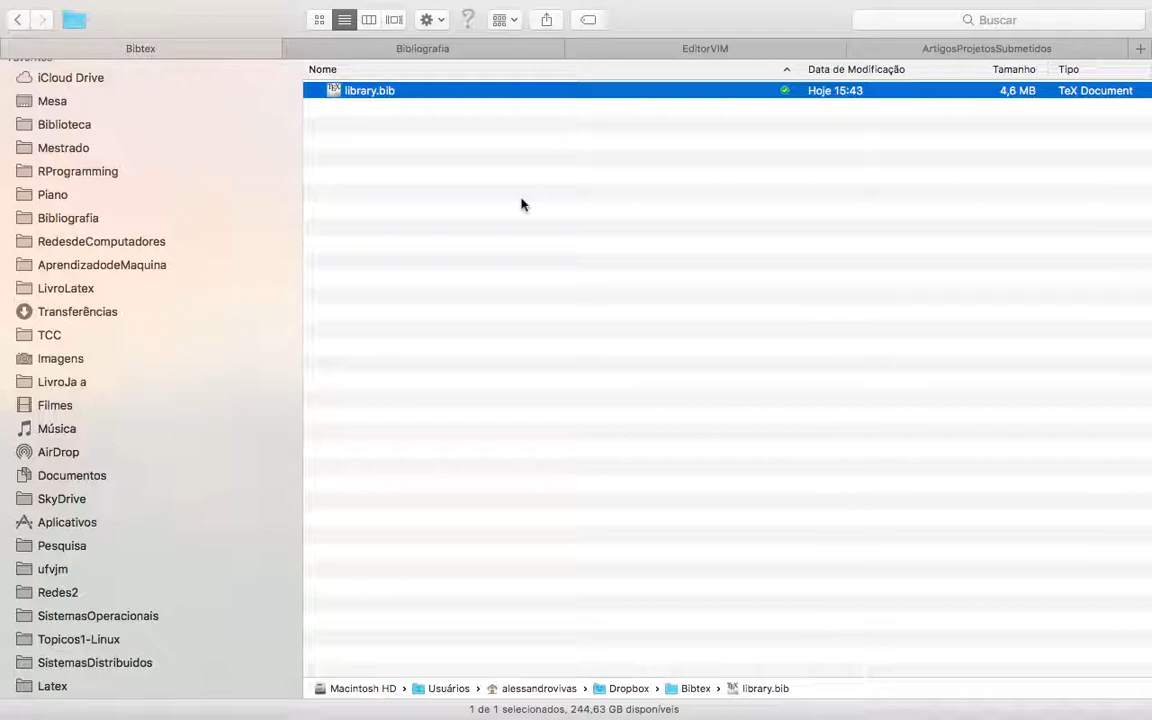 Buscar
Bibtex
Bibliografia
EditorVIM
ArtigosProjetosSubmetidos
Nome
Data de Modificação
Tamanho
Tipo
library.bib
Hoje 15:43
4,6 MB
TeX Document
iCloud Drive
Mesa
Biblioteca
Mestrado
RProgramming
Piano
Bibliografia
RedesdeComputadores
AprendizadodeMaquina
LivroLatex
Transferências
TCC
Imagens
LivroJa a
Filmes
Música
AirDrop
Documentos
SkyDrive
Aplicativos
Pesquisa
ufvjm
Redes2
SistemasOperacionais
Topicos1-Linux
SistemasDistribuidos
Latex
Macintosh HD › Usuários › alessandrovivas › Dropbox › Bibtex › library.bib
1 de 1 selecionados, 244,63 GB disponíveis